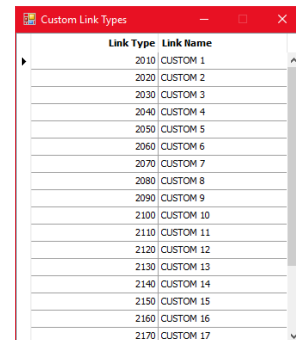 Custom Link Types
Link Type Link Name
2010 CUSTOM 1
2020 CUSTOM 2
2030 CUSTOM 3
2040 CUSTOM 4
2050 CUSTOM 5
2060 CUSTOM 6
2070 CUSTOM 7
2080 CUSTOM 8
2090 CUSTOM 9
2100 CUSTOM 10
2110 CUSTOM 11
2120 CUSTOM 12
2130 CUSTOM 13
2140 CUSTOM 14
2150 CUSTOM 15
2160 CUSTOM 16
2170 CUSTOM 17